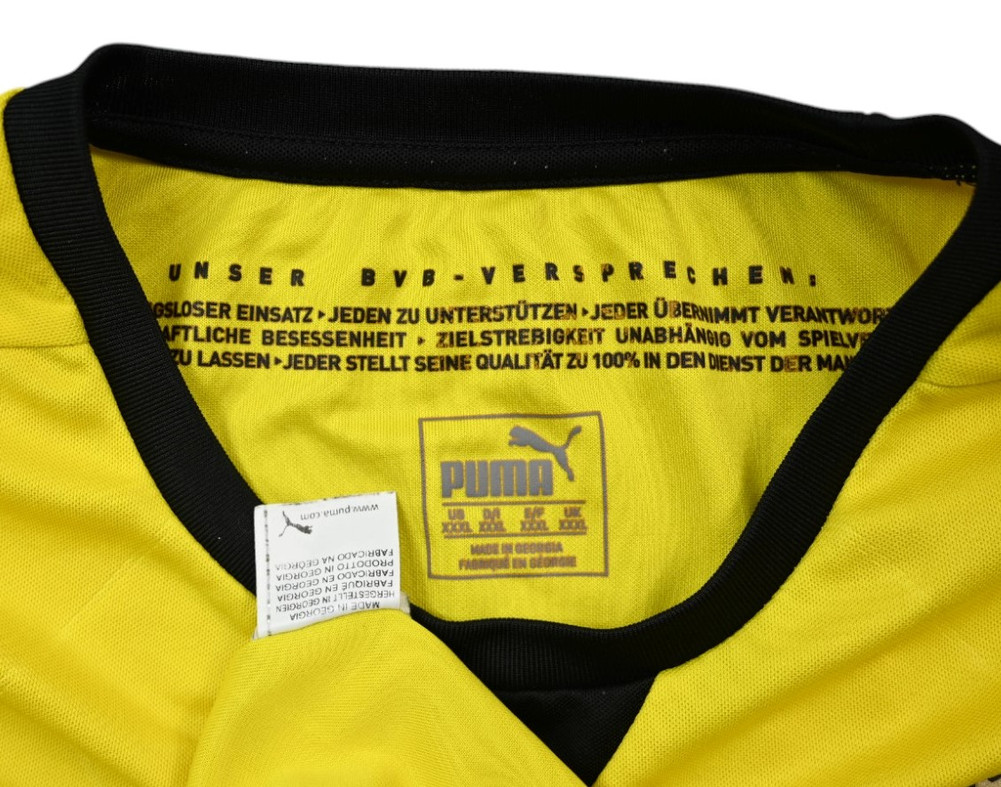 UNSER BVB-VERSPRECHEN:
GSLOSER EINSATZ ▸ JEDEN ZU UNTERSTÜTZEN ▸ JEDER ÜBERNIMMT VERANTWOR
AFTLICHE BESESSENHEIT ▸ ZIELSTREBIGKEIT UNABHÄNGIG VOM SPIELVE
ZU LASSEN ▸ JEDER STELLT SEINE QUALITÄT ZU 100% IN DEN DIENST DER MA
PUMA
US D/I E/F UK
XXXL XXXL XXXL XXXL
MADE IN GEORGIA
FABRIQUÉ EN GÉORGIE
MADE IN GEORGIA
HERGESTELLT IN GEORGIEN
FABRIQUÉ EN GÉORGIE
FABRICADO EN GEORGIA
PRODOTTO IN GEORGIA
FABRICADO NA GEÓRGIA
www.puma.com